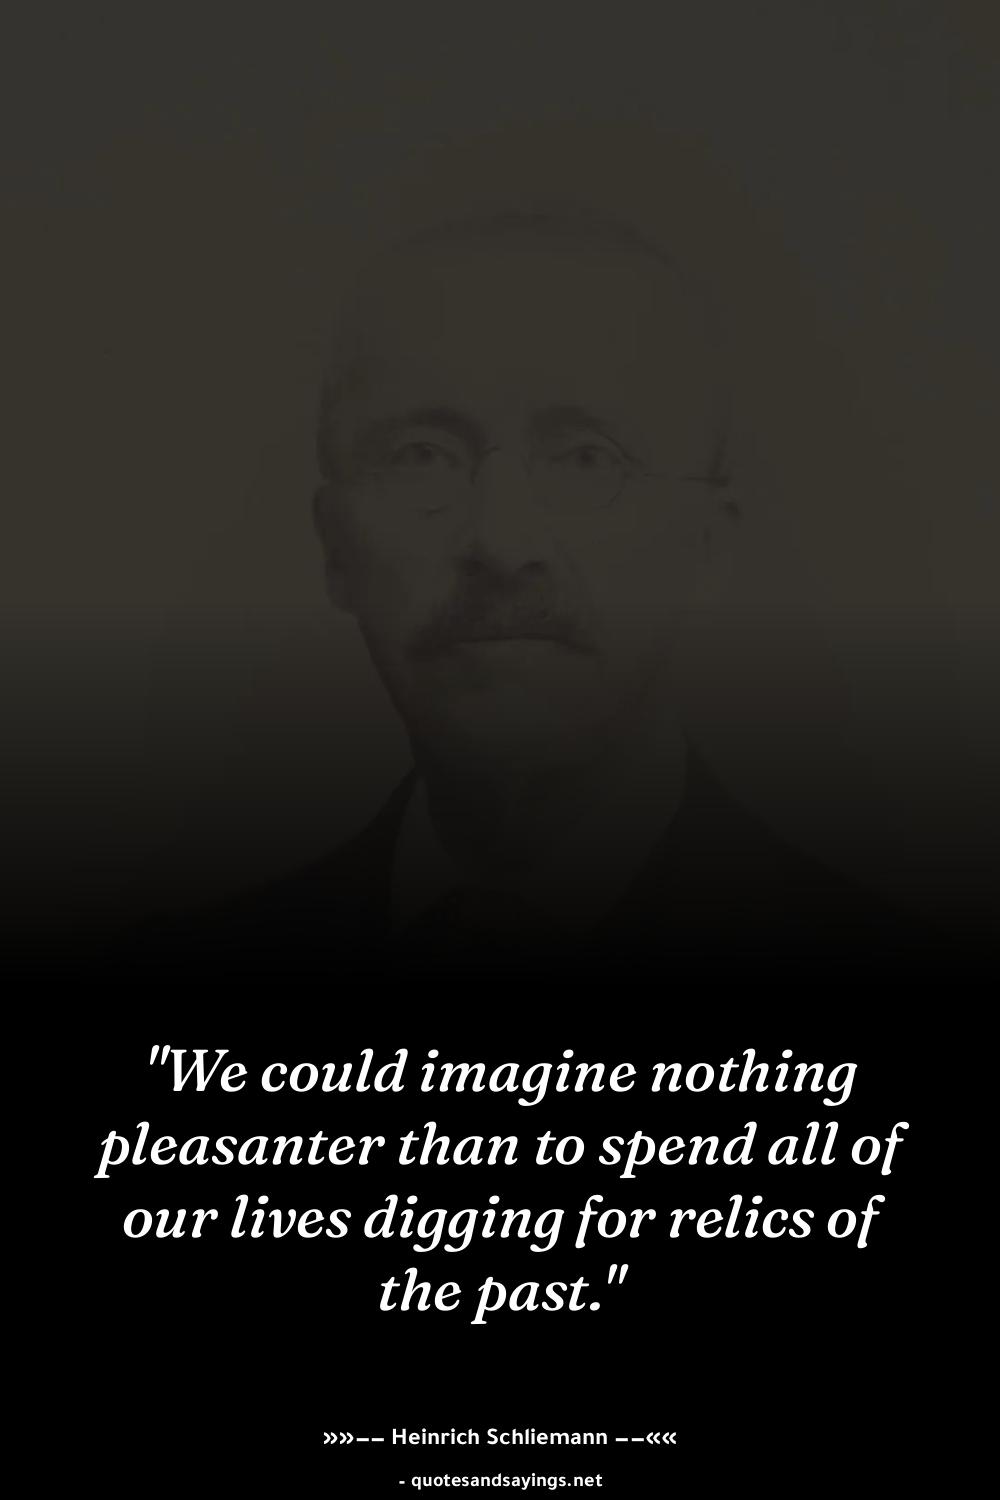 "We could imagine nothing
pleasanter than to spend all of
our lives digging for relics of
the past."
»»–– Heinrich Schliemann ––««
- quotesandsayings.net